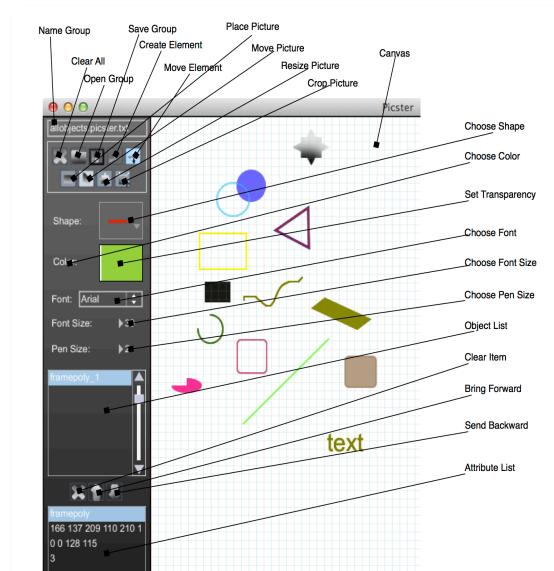 Name Group
Save Group
Place Picture
Create Element
Move Picture
Clear All
Open Group
Move Element
Resize Picture
Crop Picture
Canvas
Picster
allobjects.picster.txt
Choose Shape
Choose Color
Shape:
Set Transparency
Color:
Choose Font
Font: Arial
Choose Font Size
Font Size:
Choose Pen Size
Pen Size:
Object List
framepoly_1
Clear Item
Bring Forward
Send Backward
text
Attribute List
framepoly
166 137 209 110 210 1
0 0 128 115
3